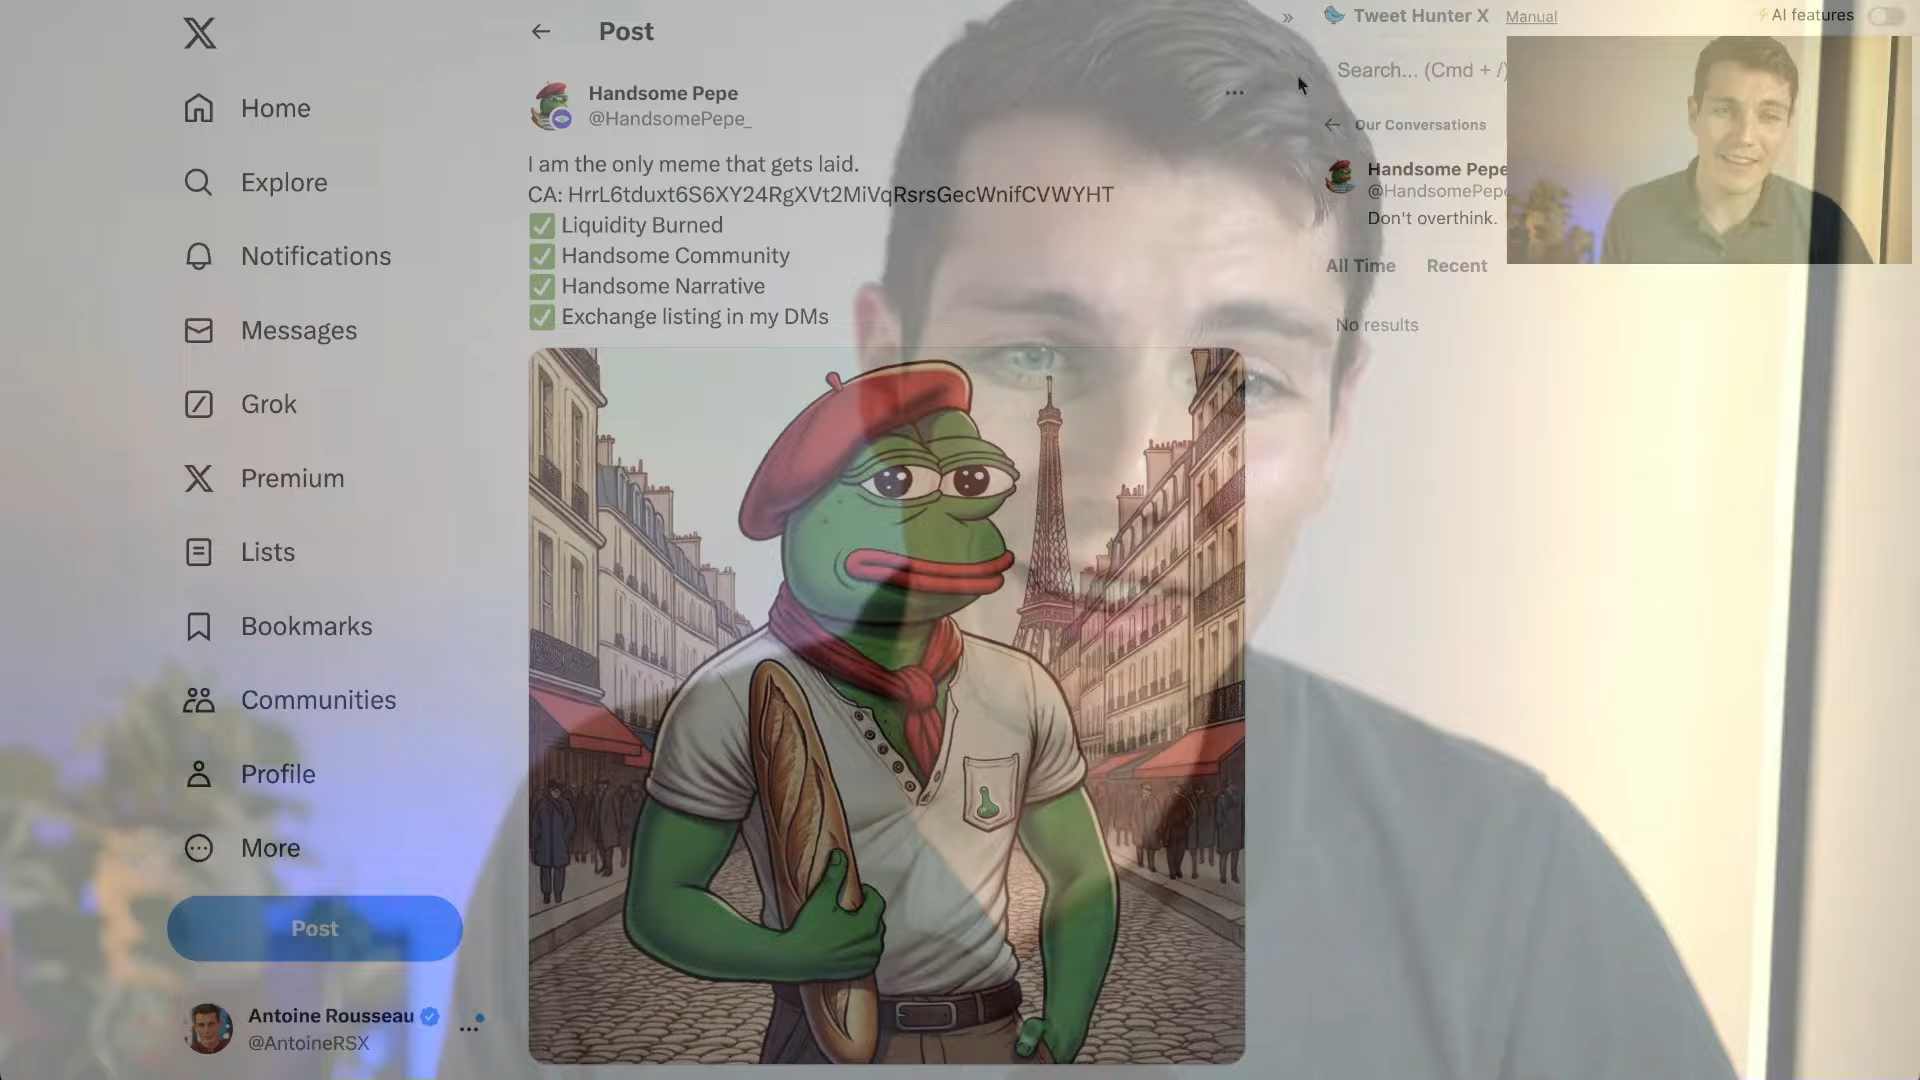 Home
Explore
Notifications
Messages
Grok
Premium
Lists
Bookmarks
Communities
Profile
More
Post
Antoine Rousseau
@AntoineRSX
Post
Handsome Pepe
@HandsomePepe_
I am the only meme that gets laid.
CA: HrrL6tduxt6S6XY24RgXVt2MiVqRsrsGecWnifCVWYHT
✅ Liquidity Burned
✅ Handsome Community
✅ Handsome Narrative
✅ Exchange listing in my DMs
Tweet Hunter X Manual
AI features
Search... (Cmd + /)
Our Conversations
Handsome Pepe
@HandsomePepe
Don't overthink.
All Time Recent
No results